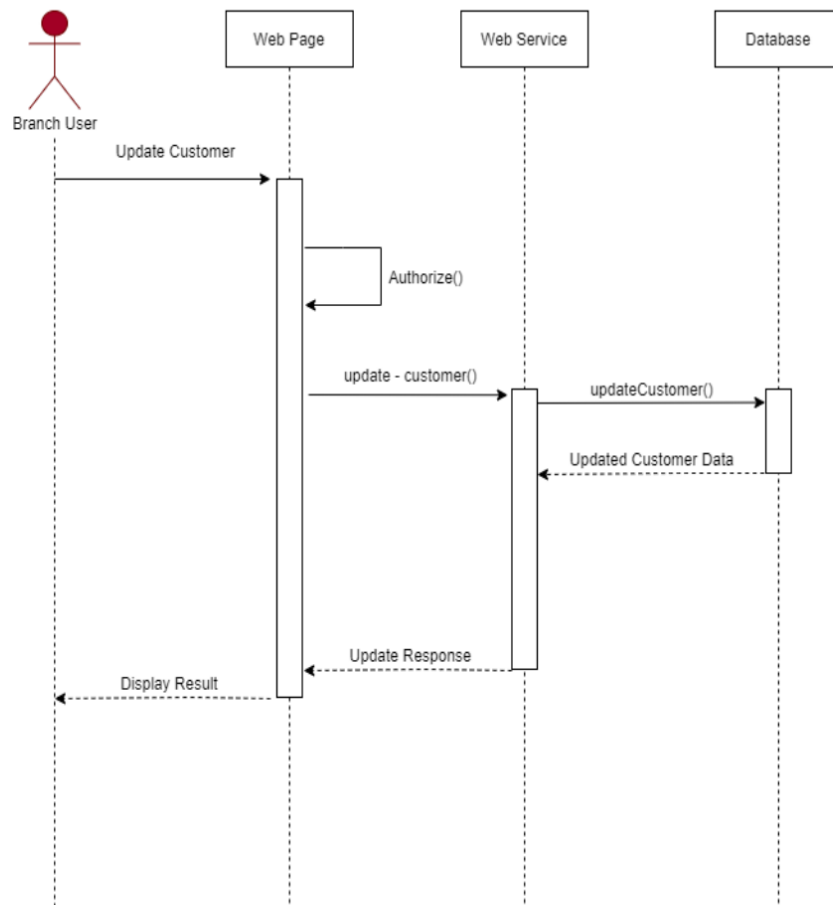 Web Page
Web Service
Database
Branch User
Update Customer
Authorize()
update - customer()
updateCustomer()
Updated Customer Data
Update Response
Display Result